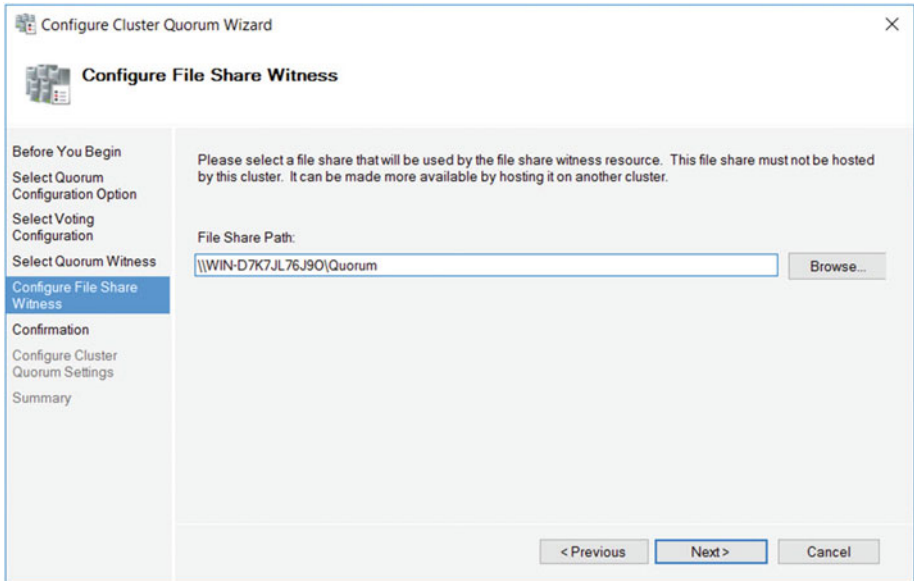 Configure Cluster Quorum Wizard
Configure File Share Witness
Before You Begin
Select Quorum
Configuration Option
Select Voting
Configuration
Select Quorum Witness
Configure File Share
Witness
Confirmation
Configure Cluster
Quorum Settings
Summary
Please select a file share that will be used by the file share witness resource. This file share must not be hosted
by this cluster. It can be made more available by hosting it on another cluster.
File Share Path:
\\WIN-D7K7JL76J9O\Quorum
Browse...
< Previous
Next >
Cancel